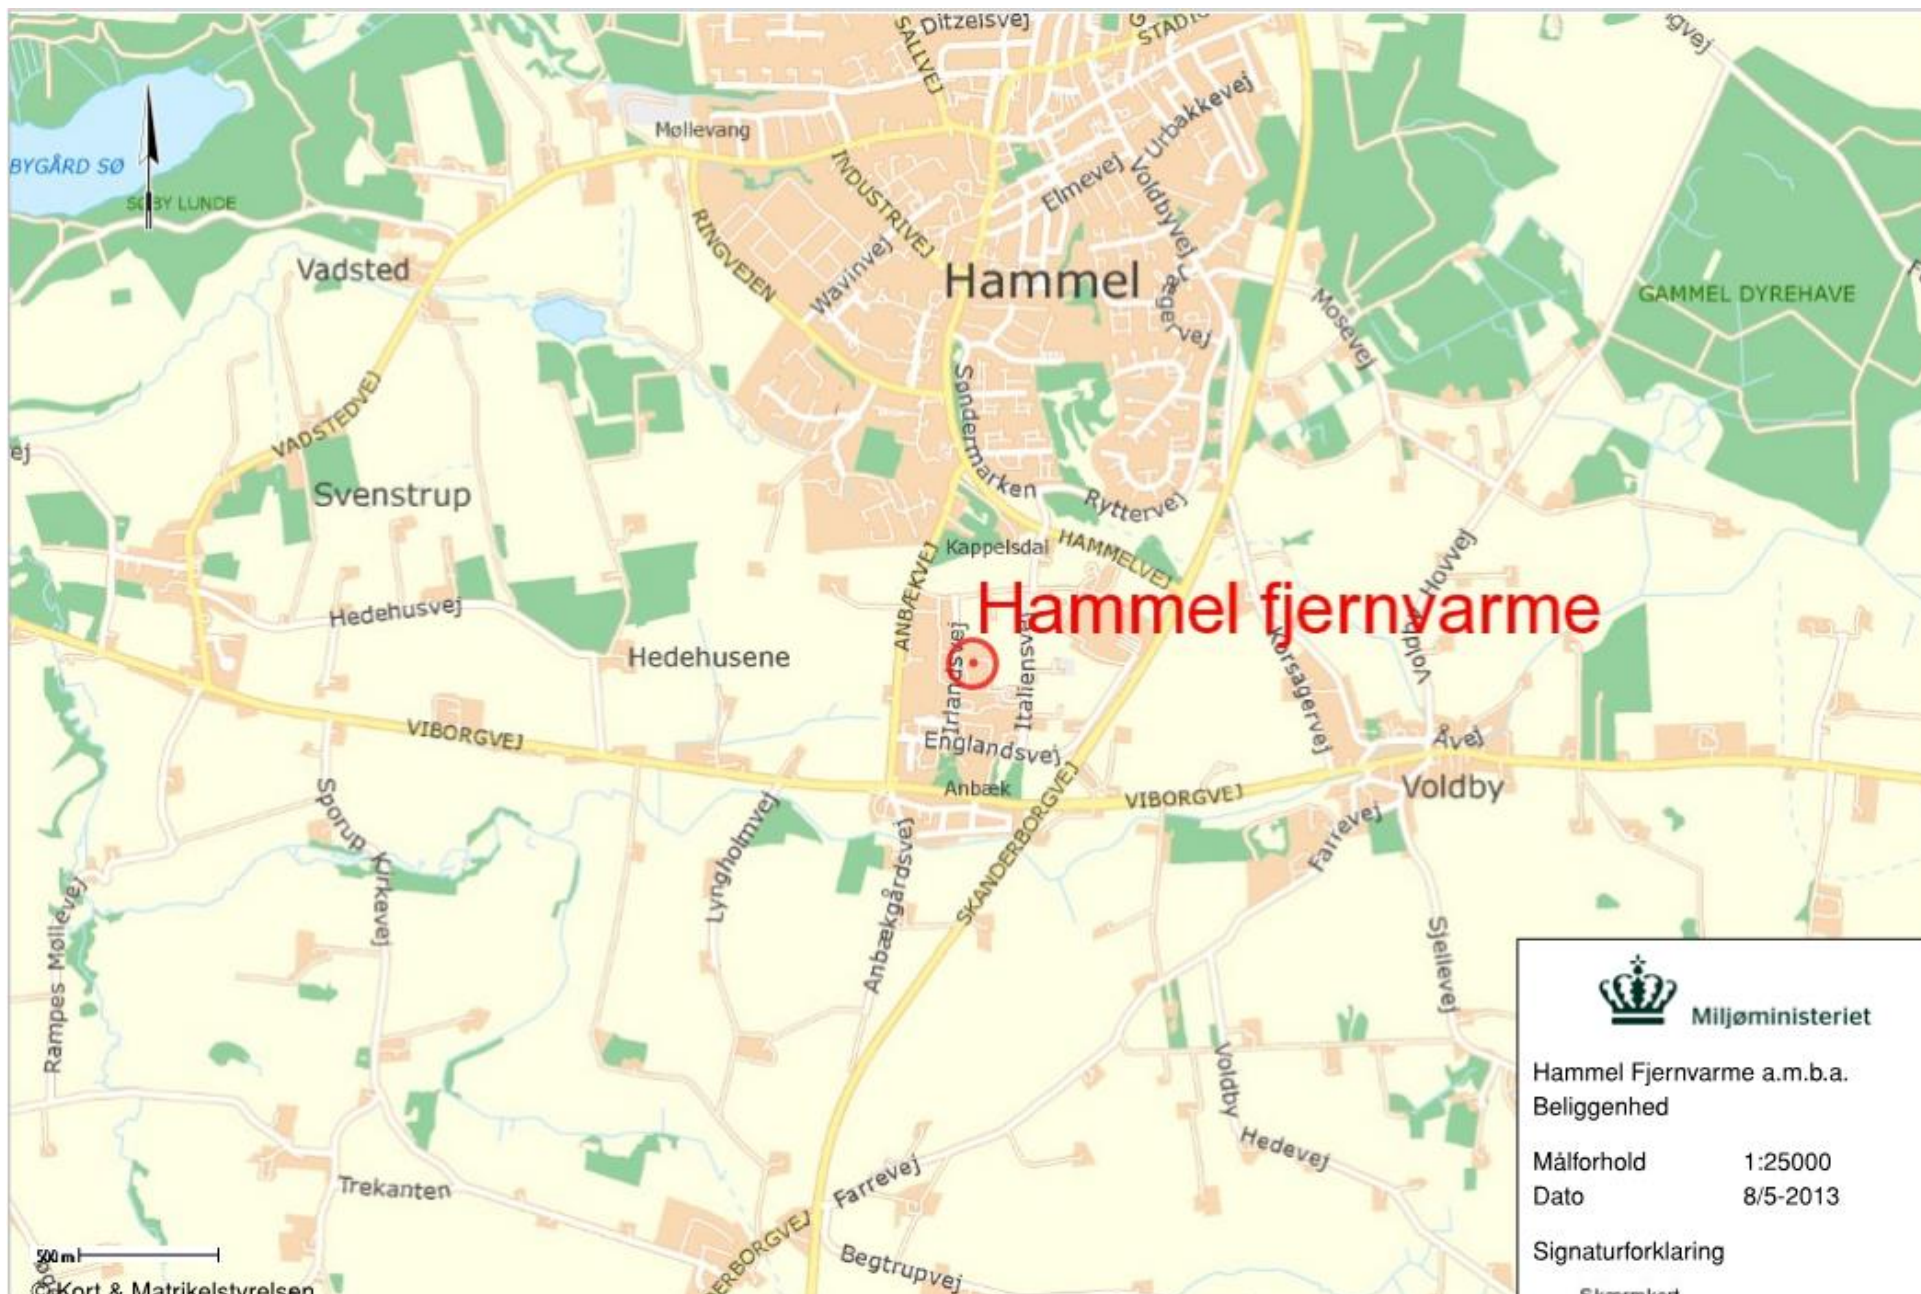 Ditzelsvej
SALLVEJ
Møllevang
Urbakkevej
BYGÅRD SØ
SØBY LUNDE
INDUSTRIVEJ
Elmevej
Voldbyvej
RINGVEJEN
Wavinvej
Vadsted
Hammel
Jægervej
Mosevej
GAMMEL DYREHAVE
VADSTEDVEJ
Søndermarken
Svenstrup
Ryttervej
Kappelsdal
HAMMELVEJ
ANBÆKVEJ
Hammel fjernvarme
Hedehusvej
Voldby Hovvej
Hedehusene
Irlandsvej
Italiensvej
Korsagervej
VIBORGVEJ
Englandsvej
Åvej
Anbæk
VIBORGVEJ
Voldby
Sporup Kirkevej
Lyngholmvej
Anbækgårdsvej
SKANDERBORGVEJ
Farrevej
Rampes Møllevej
Sjellevej
Miljøministeriet
Voldby Hedevej
Hammel Fjernvarme a.m.b.a.
Beliggenhed
Målforhold 1:25000
Dato 8/5-2013
Trekanten
Farrevej
Signaturforklaring
500 m
Begtrupvej
© Kort & Matrikelstyrelsen